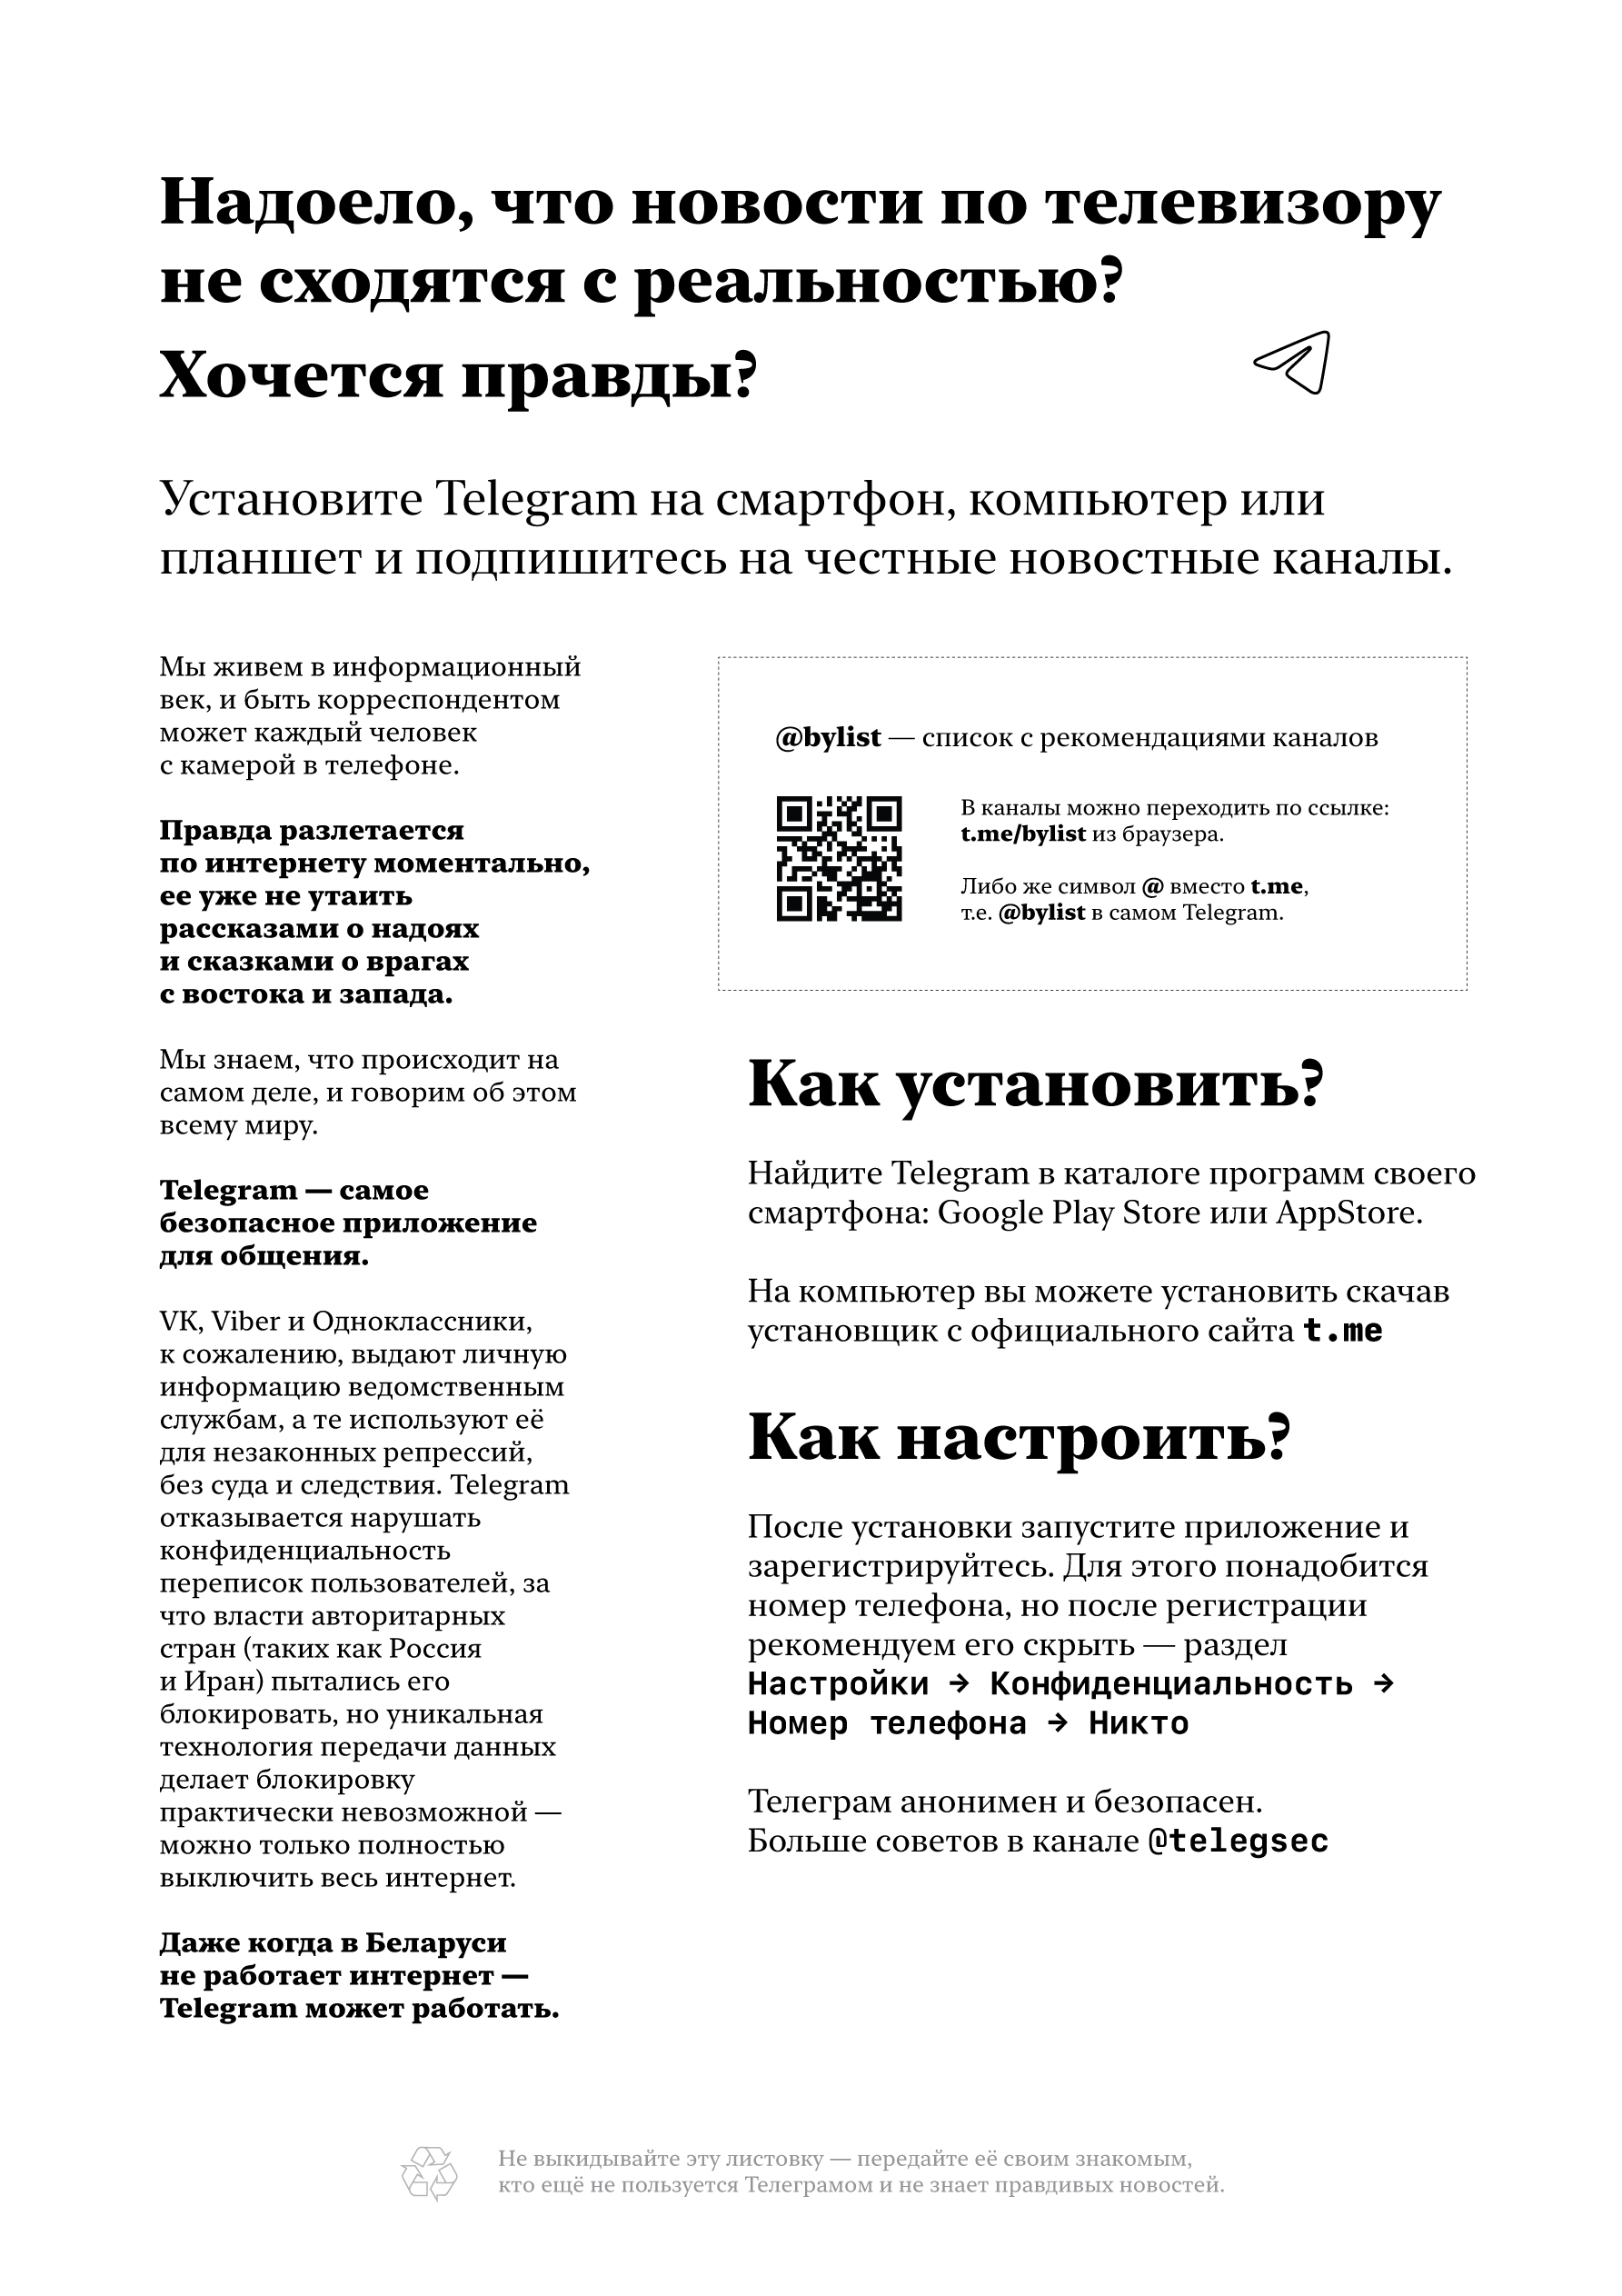 Надоело, что новости по телевизору
не сходятся с реальностью?
Хочется правды?
Установите Telegram на смартфон, компьютер или
планшет и подпишитесь на честные новостные каналы.
Мы живем в информационный
век, и быть корреспондентом
может каждый человек
с камерой в телефоне.
Правда разлетается
по интернету моментально,
ее уже не утаить
рассказами о надоях
и сказками о врагах
с востока и запада.
Мы знаем, что происходит на
самом деле, и говорим об этом
всему миру.
Telegram — самое
безопасное приложение
для общения.
VK, Viber и Одноклассники,
к сожалению, выдают личную
информацию ведомственным
службам, а те используют её
для незаконных репрессий,
без суда и следствия. Telegram
отказывается нарушать
конфиденциальность
переписок пользователей, за
что власти авторитарных
стран (таких как Россия
и Иран) пытались его
блокировать, но уникальная
технология передачи данных
делает блокировку
практически невозможной —
можно только полностью
выключить весь интернет.
Даже когда в Беларуси
не работает интернет —
Telegram может работать.
@bylist — список с рекомендациями каналов
В каналы можно переходить по ссылке:
t.me/bylist из браузера.
Либо же символ @ вместо t.me,
т.е. @bylist в самом Telegram.
Как установить?
Найдите Telegram в каталоге программ своего
смартфона: Google Play Store или AppStore.
На компьютер вы можете установить скачав
установщик с официального сайта t.me
Как настроить?
После установки запустите приложение и
зарегистрируйтесь. Для этого понадобится
номер телефона, но после регистрации
рекомендуем его скрыть — раздел
Настройки → Конфиденциальность →
Номер телефона → Никто
Телеграм анонимен и безопасен.
Больше советов в канале @telegsec
Не выкидывайте эту листовку — передайте её своим знакомым,
кто ещё не пользуется Телеграмом и не знает правдивых новостей.